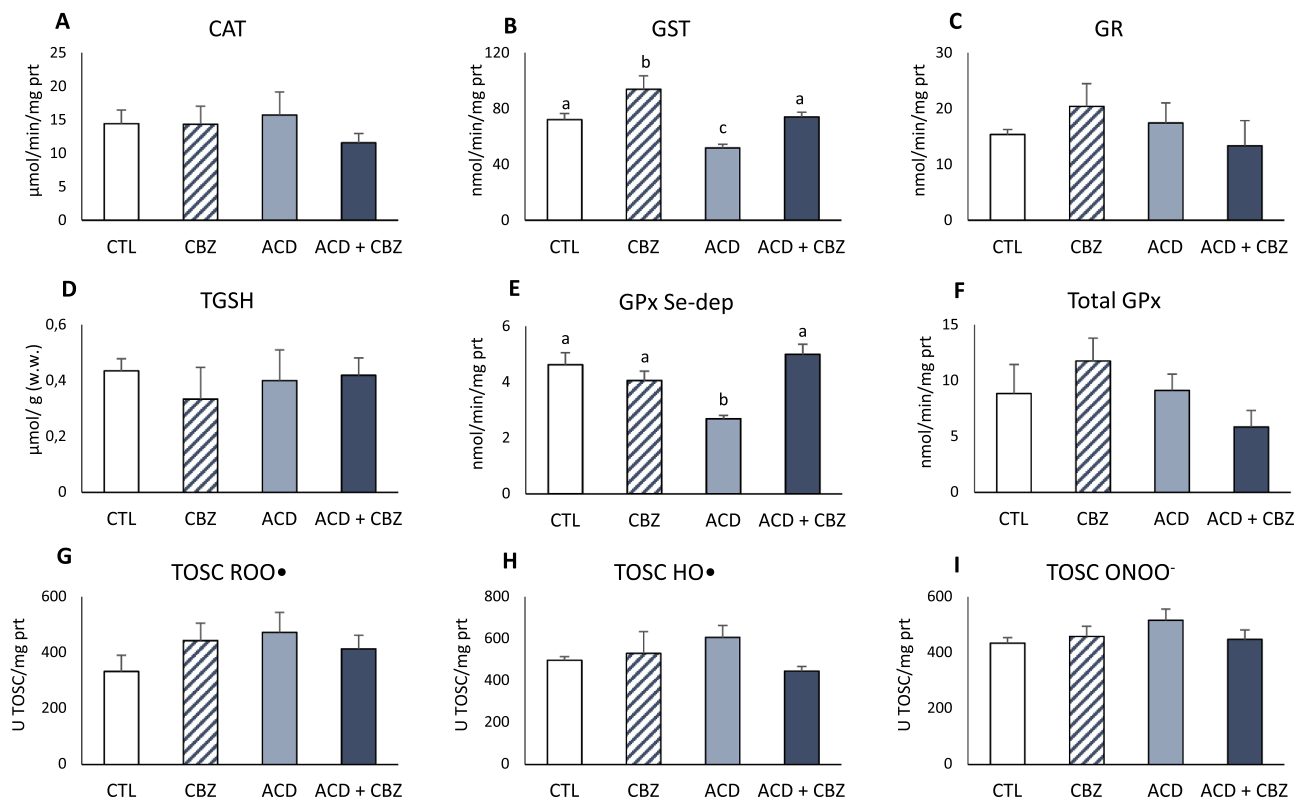 A
CAT
μmol/min/mg prt
25
20
15
10
5
0
CTL
CBZ
ACD
ACD + CBZ
B
GST
nmol/min/mg prt
120
80
40
0
a
b
c
a
CTL
CBZ
ACD
ACD + CBZ
C
GR
nmol/min/mg prt
30
20
10
0
CTL
CBZ
ACD
ACD + CBZ
D
TGSH
μmol/ g (w.w.)
0,6
0,4
0,2
0
CTL
CBZ
ACD
ACD + CBZ
E
GPx Se-dep
nmol/min/mg prt
6
4
2
0
a
a
b
a
CTL
CBZ
ACD
ACD + CBZ
F
Total GPx
nmol/min/mg prt
15
10
5
0
CTL
CBZ
ACD
ACD + CBZ
G
TOSC ROO•
U TOSC/mg prt
600
400
200
0
CTL
CBZ
ACD
ACD + CBZ
H
TOSC HO•
U TOSC/mg prt
800
600
400
200
0
CTL
CBZ
ACD
ACD + CBZ
I
TOSC ONOO⁻
U TOSC/mg prt
600
400
200
0
CTL
CBZ
ACD
ACD + CBZ